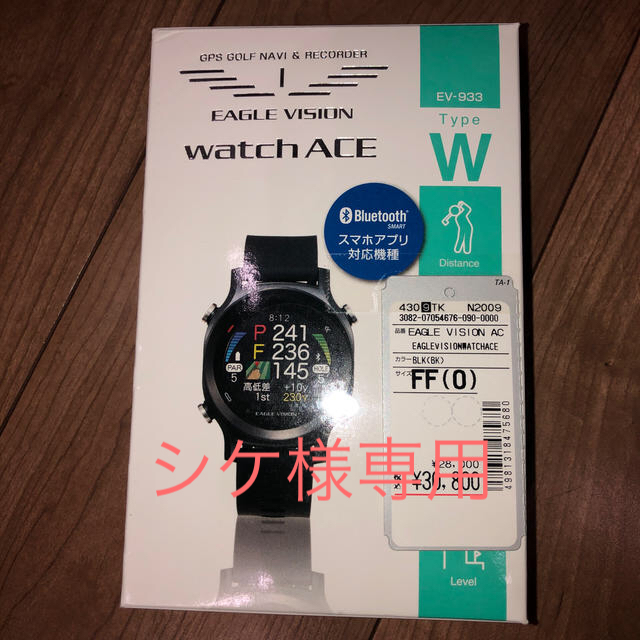 GPS GOLF NAVI & RECORDER
EAGLE VISION
watch ACE
EV-933
Type
W
Bluetooth
SMART
スマホアプリ
対応機種
Distance
TA-1
430 9 TK N2009
3082-07054676-090-0000
品番 EAGLE VISION AC
EAGLEVISIONWATCHACE
カラー BLK(BK)
サイズ FF(0)
¥28,000
¥30,800
4981318475680
8:12
P 241
F 236
145
PAR
5
HOLE
5
高低差 +10y
1st 230y
EAGLE VISION
シケ様専用
Level